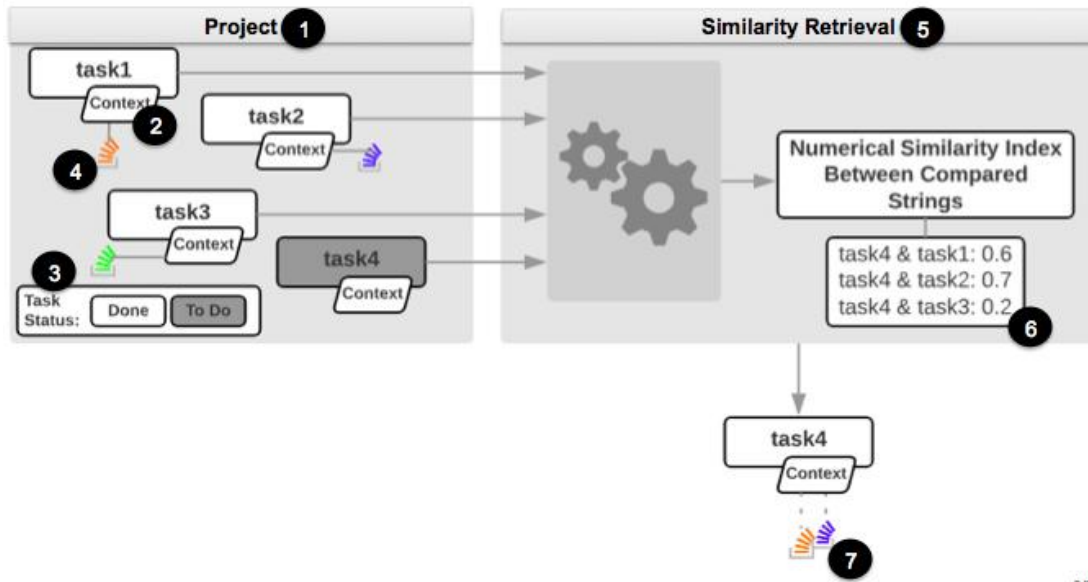 Project 1
Similarity Retrieval 5
task1
Context
2
task2
Context
4
Numerical Similarity Index
Between Compared
Strings
task3
Context
task4
Context
3
Task
Status:
Done
To Do
task4 & task1: 0.6
task4 & task2: 0.7
task4 & task3: 0.2
6
task4
Context
7